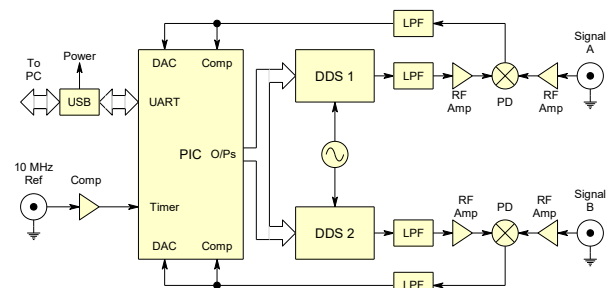 LPF
Signal
A
To
PC
Power
DAC Comp
DDS 1
LPF
RF
Amp
PD
RF
Amp
USB
UART
PIC O/Ps
10 MHz
Ref
Comp
Timer
RF
Amp
PD
RF
Amp
Signal
B
DDS 2
LPF
DAC Comp
LPF